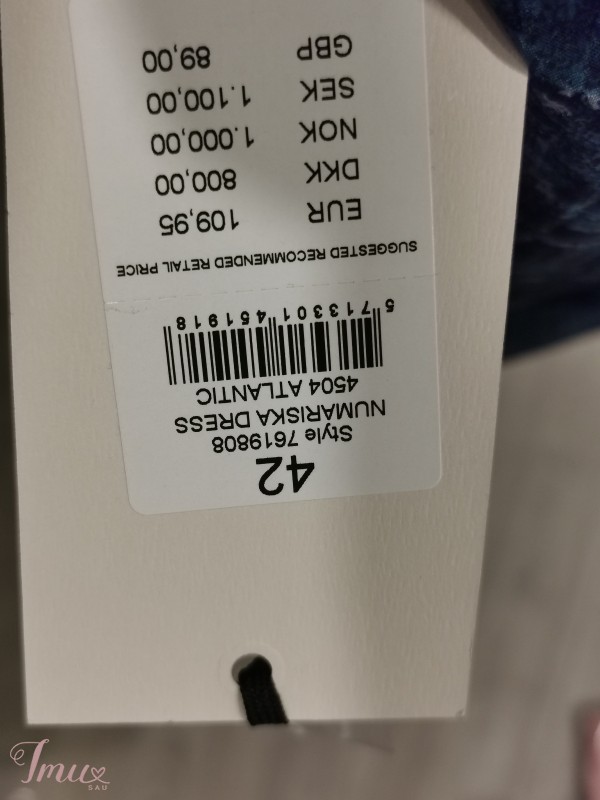 42
Style 7619808
NUMARISKA DRESS
4504 ATLANTIC
5 713301 451918
SUGGESTED RECOMMENDED RETAIL PRICE
EUR 109,95
DKK 800,00
NOK 1.000,00
SEK 1.100,00
GBP 89,00
Imu
SAU